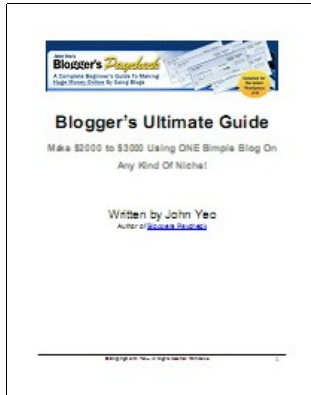 Blogger's Paycheck
A Complete Beginner's Guide To Making
Huge Money Online By Using Blogs
Blogger's Ultimate Guide
Make $2000 to $3000 Using ONE Simple Blog On
Any Kind Of Niche!
Written by John Yeo
Author of Bloggers Paycheck